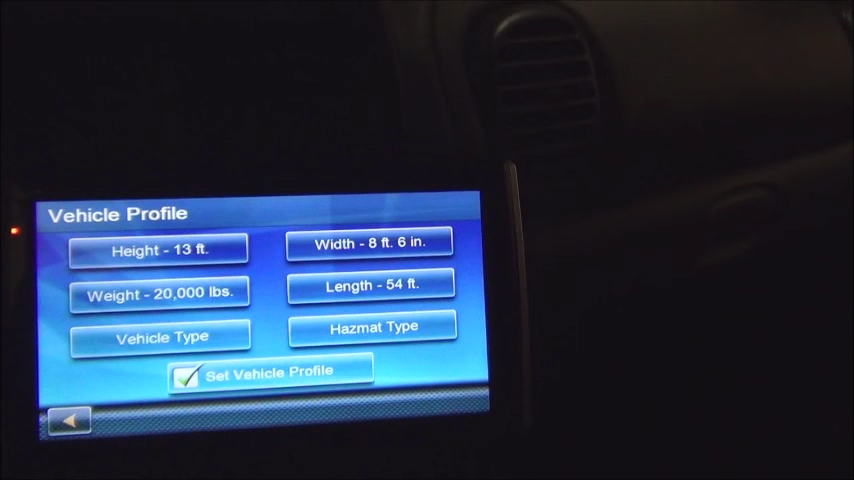 Vehicle Profile
Height - 13 ft.
Width - 8 ft. 6 in.
Weight - 20,000 lbs.
Length - 54 ft.
Vehicle Type
Hazmat Type
Set Vehicle Profile